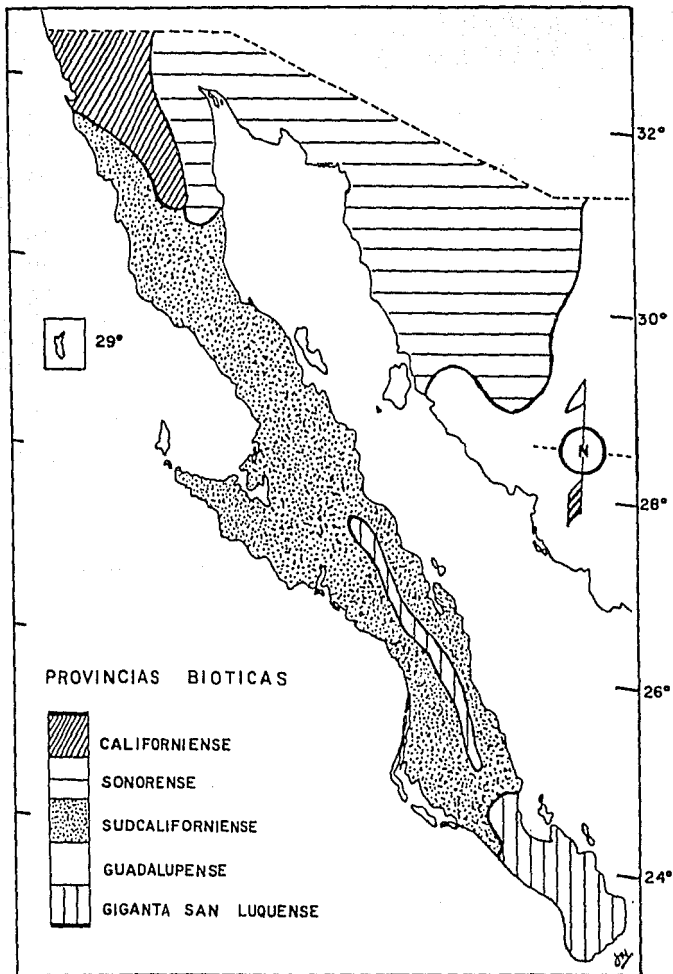 32°
30°
29°
N
28°
26°
24°
PROVINCIAS BIOTICAS
CALIFORNIENSE
SONORENSE
SUDCALIFORNIENSE
GUADALUPENSE
GIGANTA SAN LUQUENSE